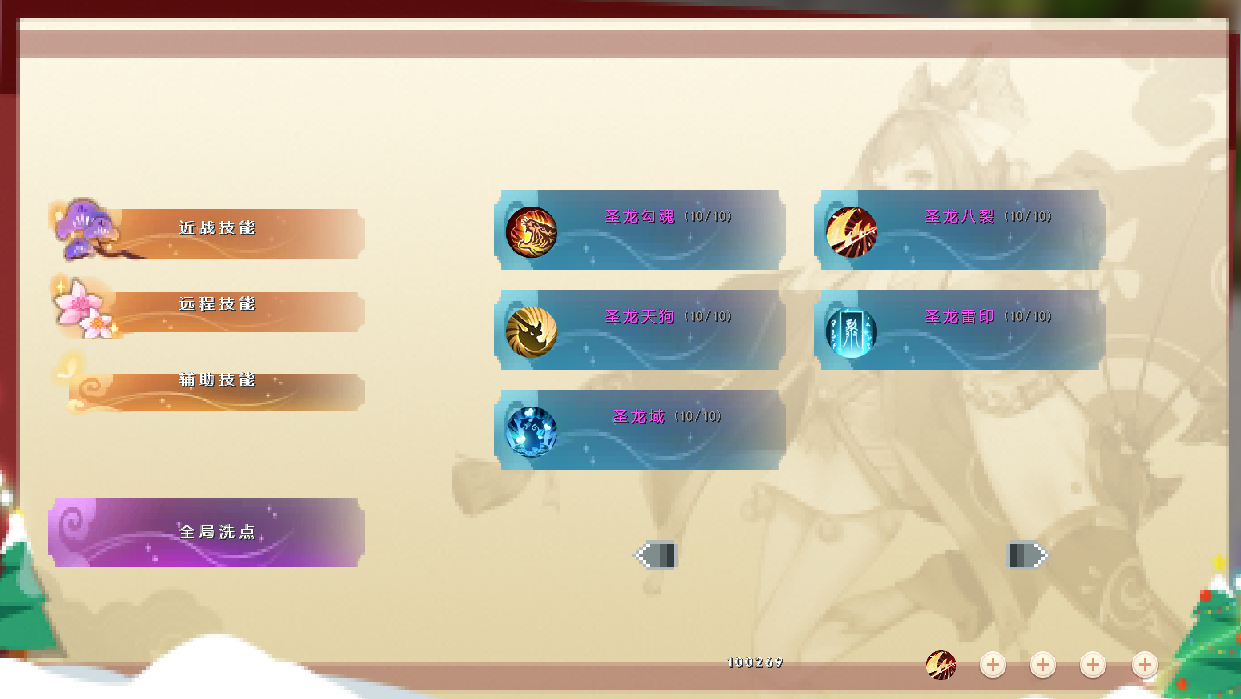 近战技能
远程技能
辅助技能
全局洗点
圣龙勾魂 (10/10)
圣龙八裂 (10/10)
圣龙天狗 (10/10)
圣龙雷印 (10/10)
圣龙域 (10/10)
100269